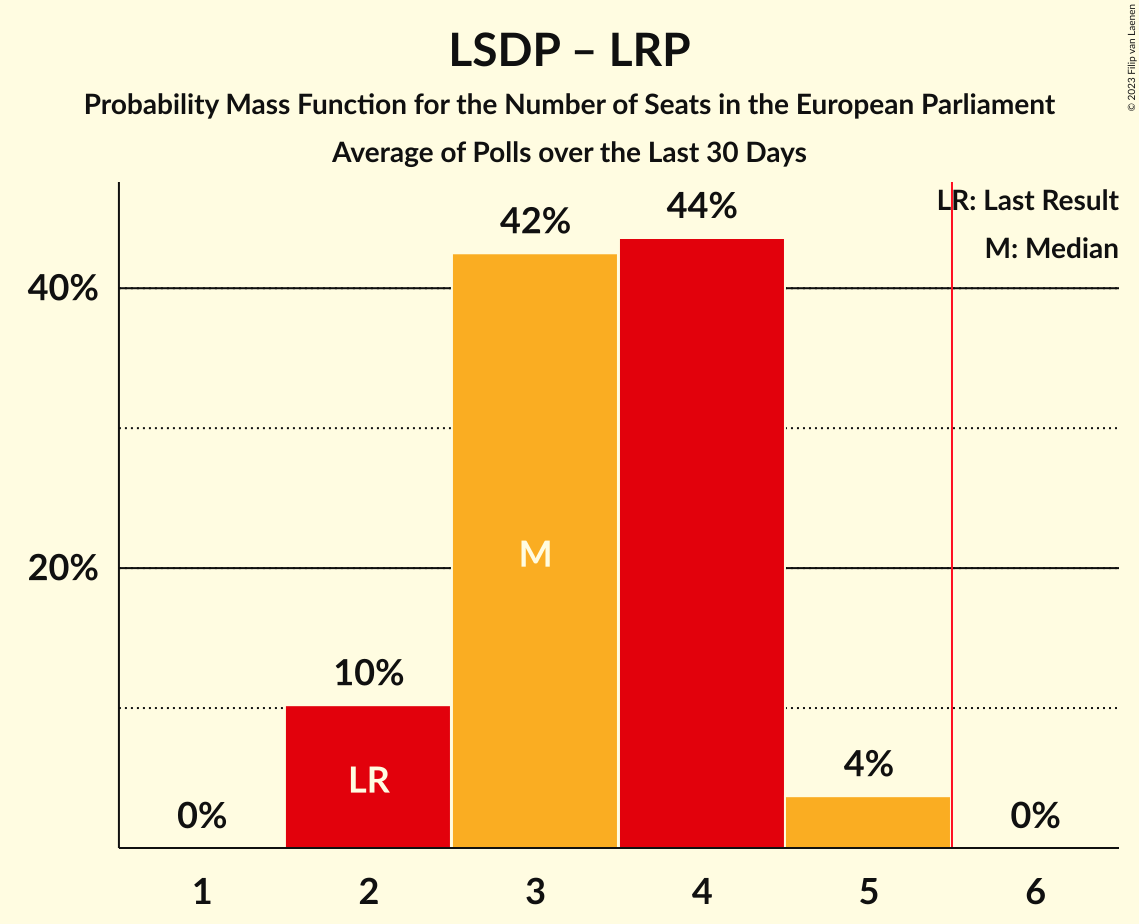 LSDP – LRP
Probability Mass Function for the Number of Seats in the European Parliament
Average of Polls over the Last 30 Days
© 2023 Filip van Laenen
LR: Last Result
M: Median
40%
20%
0%
10%
42%
44%
4%
0%
LR
M
1 2 3 4 5 6